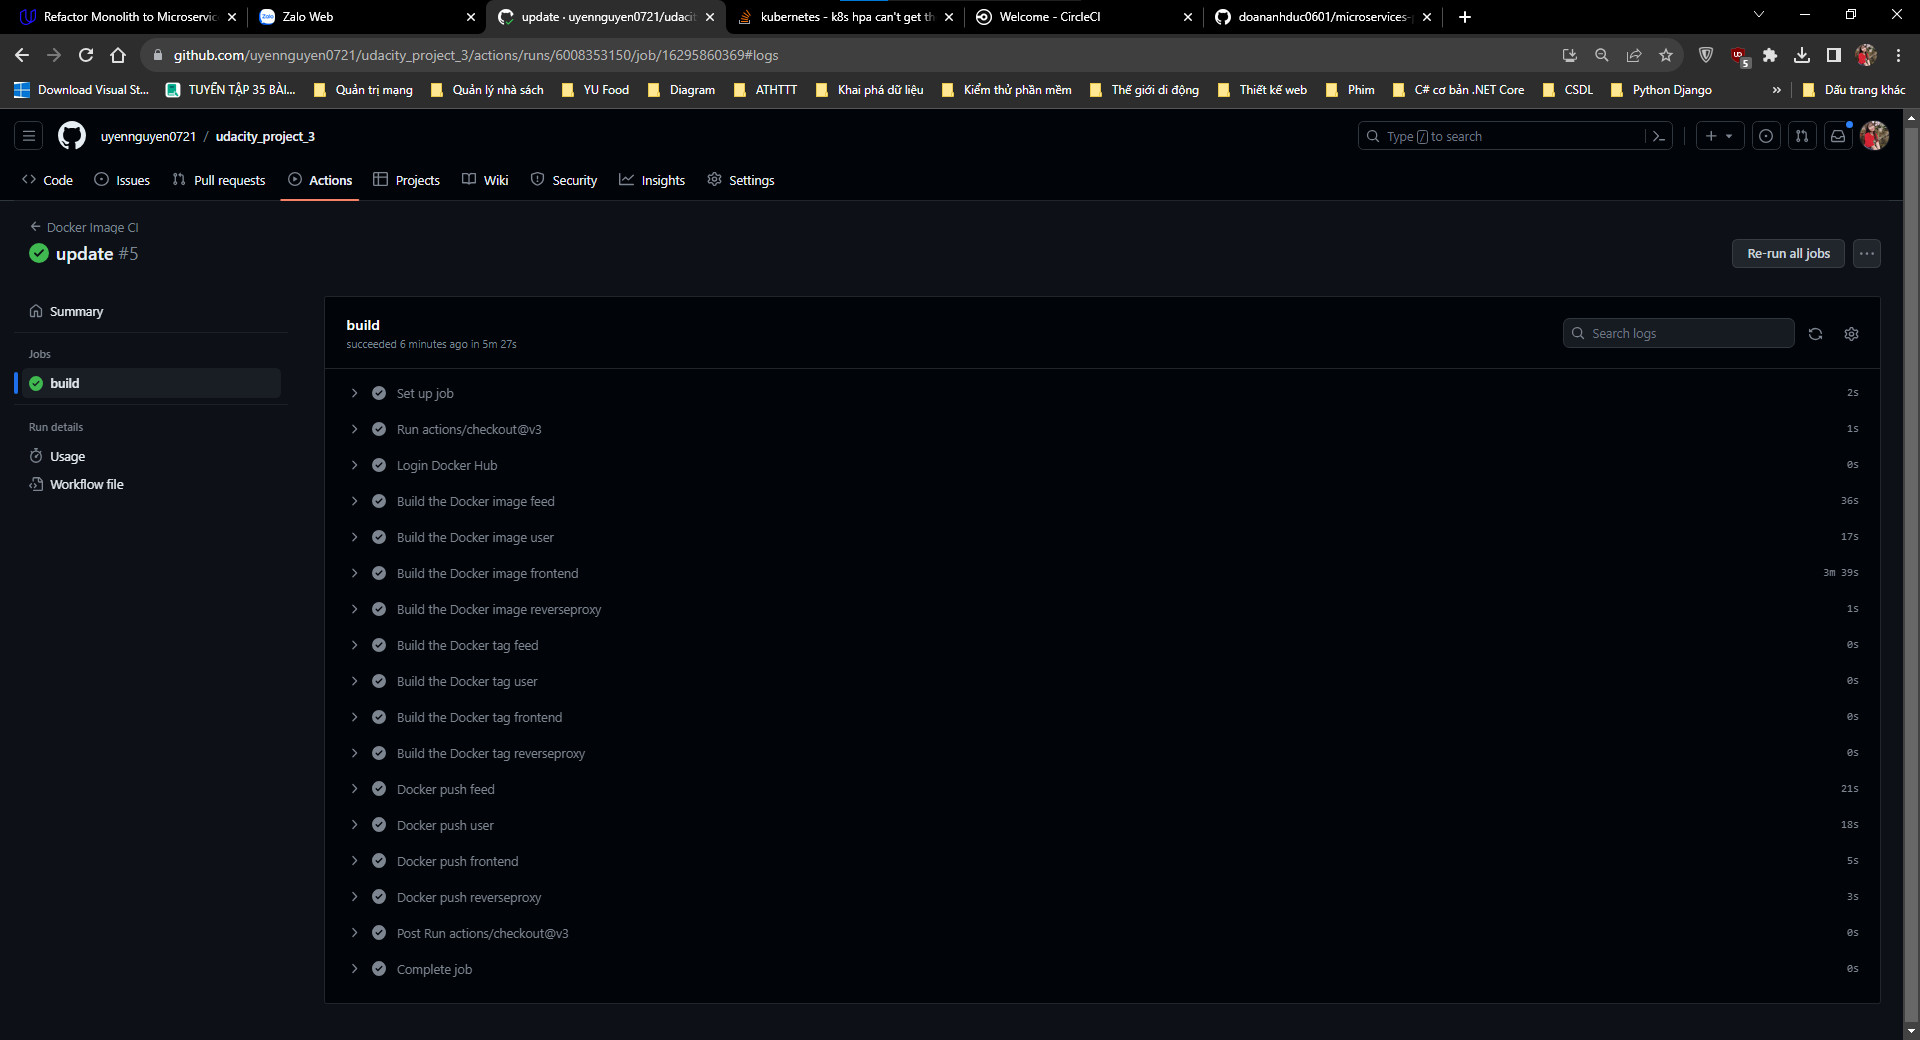 Refactor Monolith to Microservic
Zalo Web
update · uyennguyen0721/udacit
kubernetes - k8s hpa can't get th
Welcome - CircleCI
doananhduc0601/microservices-
github.com/uyennguyen0721/udacity_project_3/actions/runs/6008353150/job/16295860369#logs
5
Download Visual St...
TUYỂN TẬP 35 BÀI...
Quản trị mạng
Quản lý nhà sách
YU Food
Diagram
ATHTTT
Khai phá dữ liệu
Kiểm thử phần mềm
Thế giới di động
Thiết kế web
Phim
C# cơ bản .NET Core
CSDL
Python Django
»
Dấu trang khác
uyennguyen0721 / udacity_project_3
Type / to search
Code
Issues
Pull requests
Actions
Projects
Wiki
Security
Insights
Settings
Docker Image CI
update #5
Re-run all jobs
Summary
Jobs
build
Run details
Usage
Workflow file
build
succeeded 6 minutes ago in 5m 27s
Search logs
Set up job 2s
Run actions/checkout@v3 1s
Login Docker Hub 0s
Build the Docker image feed 36s
Build the Docker image user 17s
Build the Docker image frontend 3m 39s
Build the Docker image reverseproxy 1s
Build the Docker tag feed 0s
Build the Docker tag user 0s
Build the Docker tag frontend 0s
Build the Docker tag reverseproxy 0s
Docker push feed 21s
Docker push user 18s
Docker push frontend 5s
Docker push reverseproxy 3s
Post Run actions/checkout@v3 0s
Complete job 0s